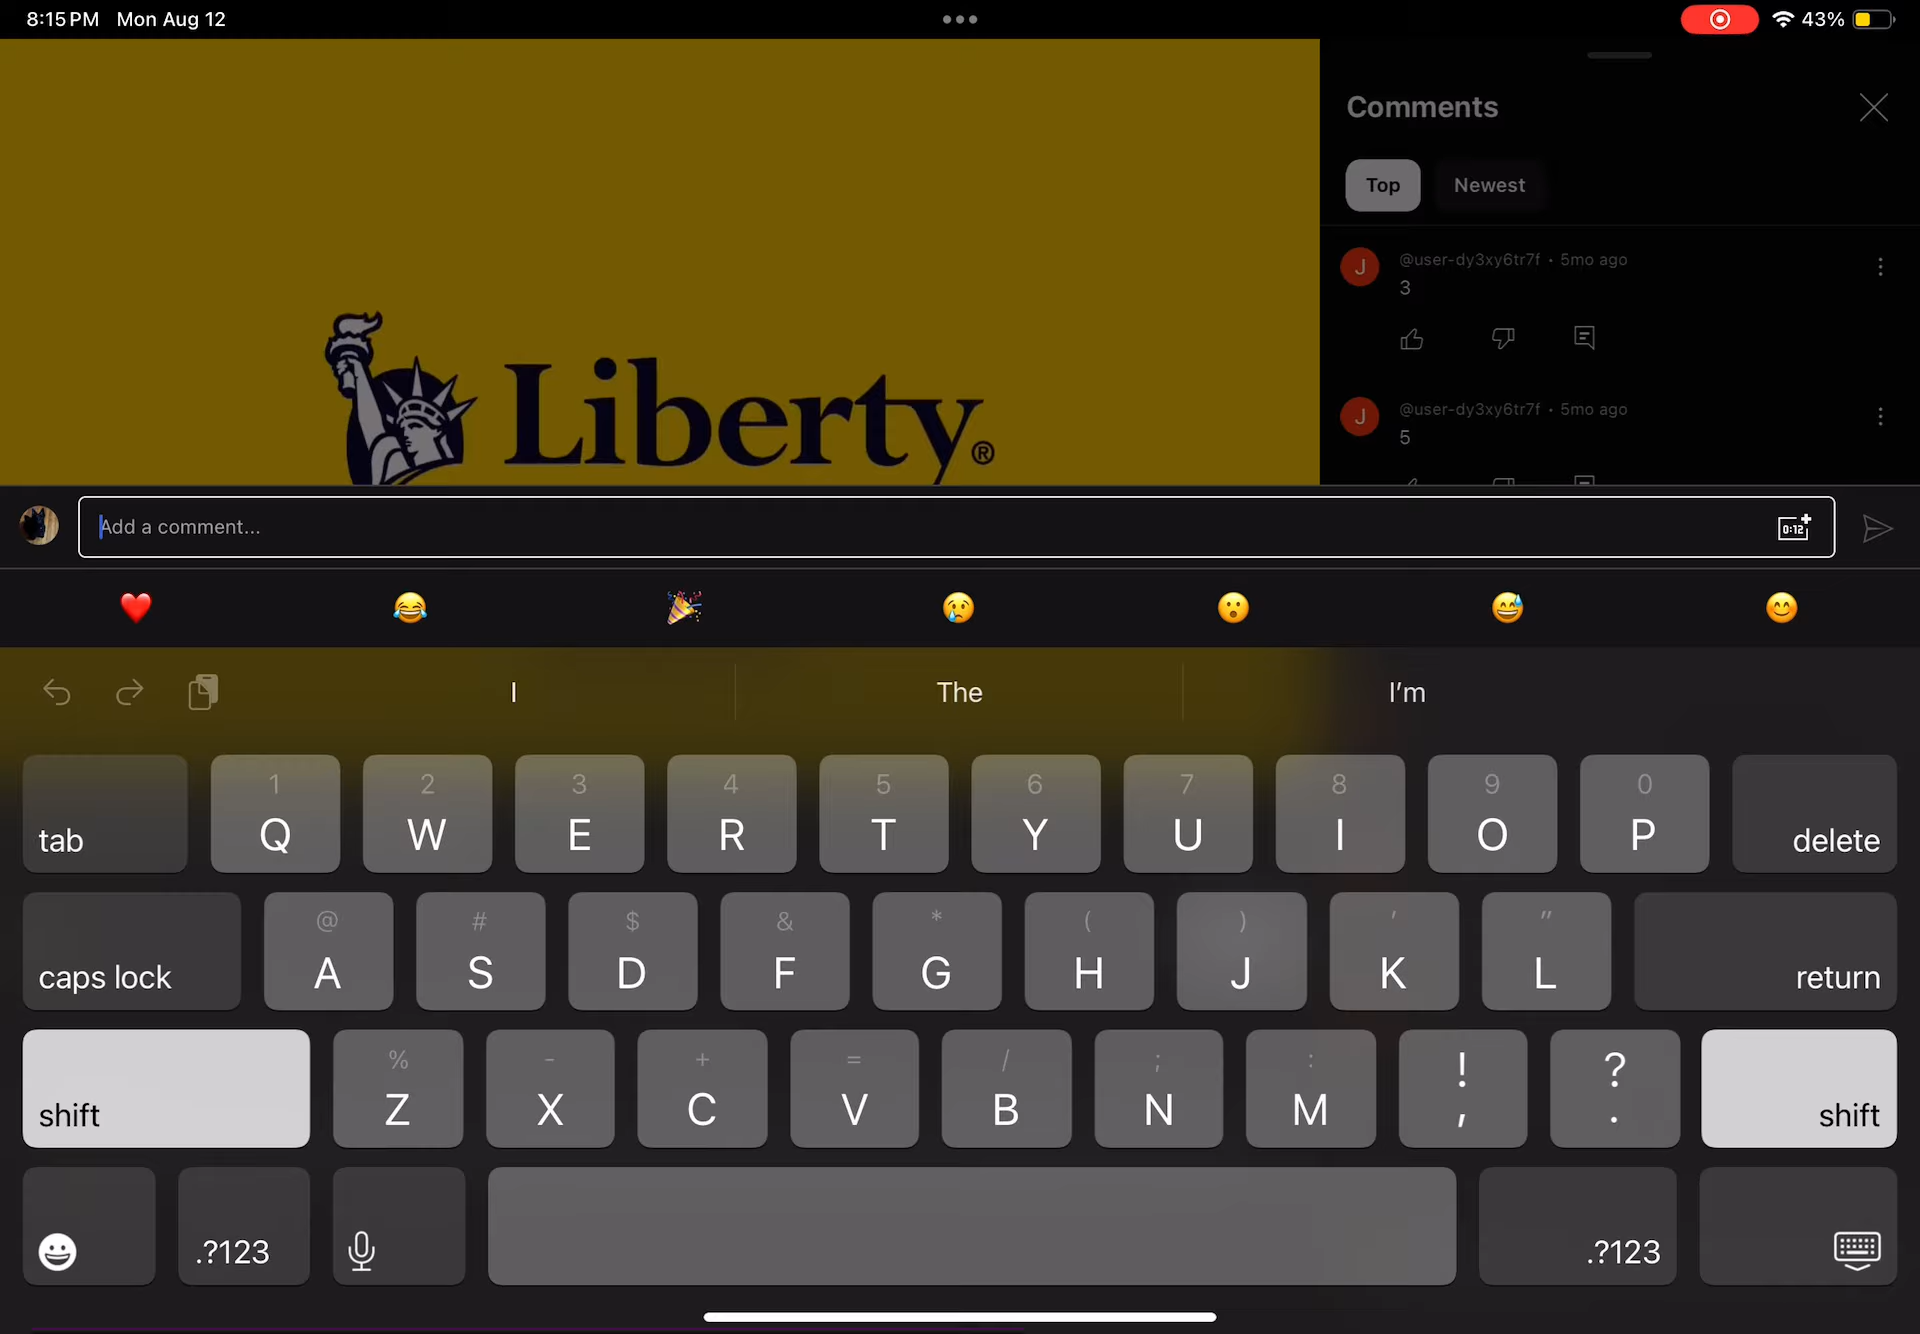 8:15 PM Mon Aug 12
43%
Liberty®
Comments
Top Newest
J @user-dy3xy6tr7f • 5mo ago
3
J @user-dy3xy6tr7f • 5mo ago
5
Add a comment...
0:12
I The I'm
tab 1 Q 2 W 3 E 4 R 5 T 6 Y 7 U 8 I 9 O 0 P delete
caps lock @ A # S $ D & F * G ( H ) J ' K " L return
shift % Z - X + C = V / B ; N : M ! , ? . shift
.?123 .?123